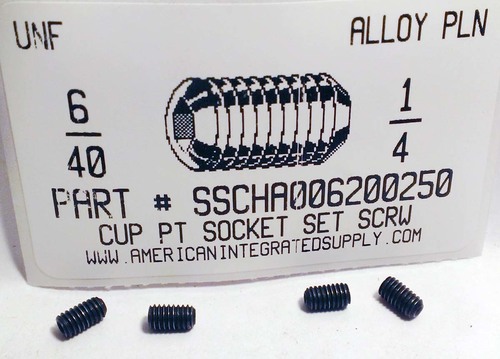 UNF ALLOY PLN
6
40
1
4
PART # SSCHA006200250
CUP PT SOCKET SET SCRW
WWW.AMERICANINTEGRATEDSUPPLY.COM